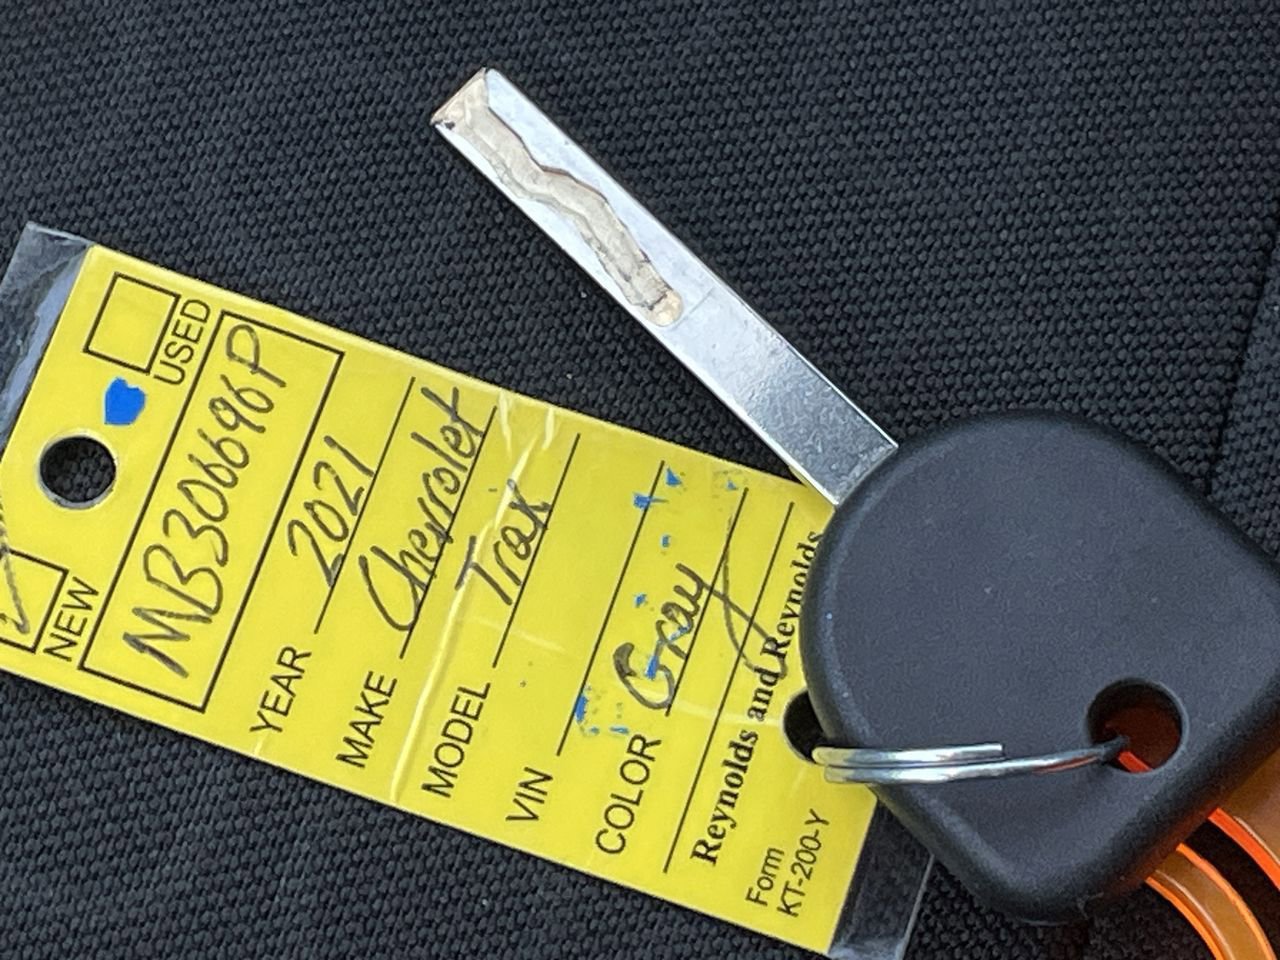 USED
NEW
MB306696P
YEAR 2021
MAKE Chevrolet
MODEL Trax
VIN
COLOR Gray
Reynolds and Reynolds
Form
KT-200-Y